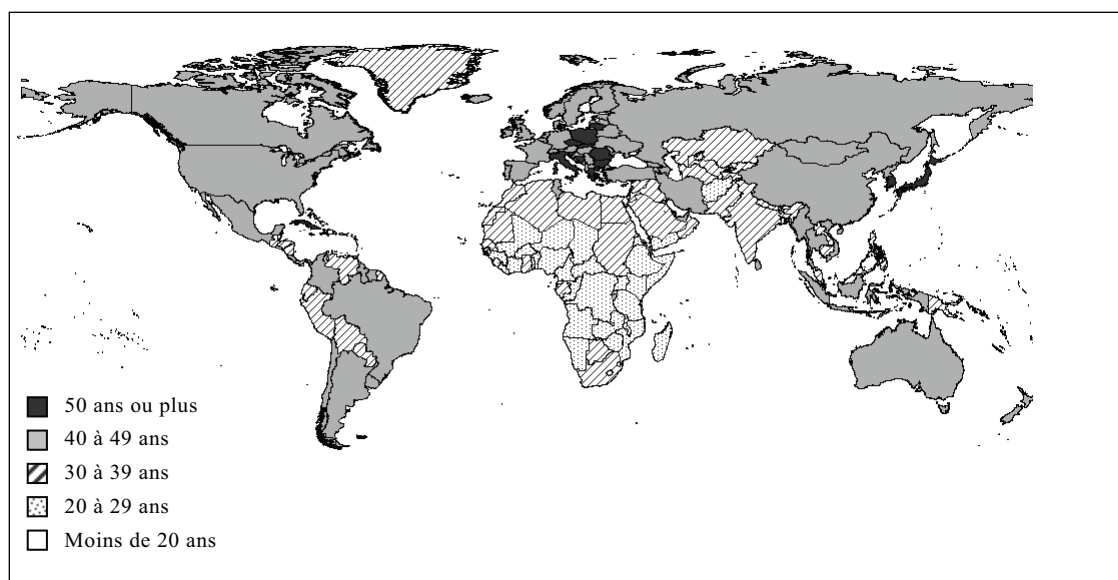 50 ans ou plus
40 à 49 ans
30 à 39 ans
20 à 29 ans
Moins de 20 ans